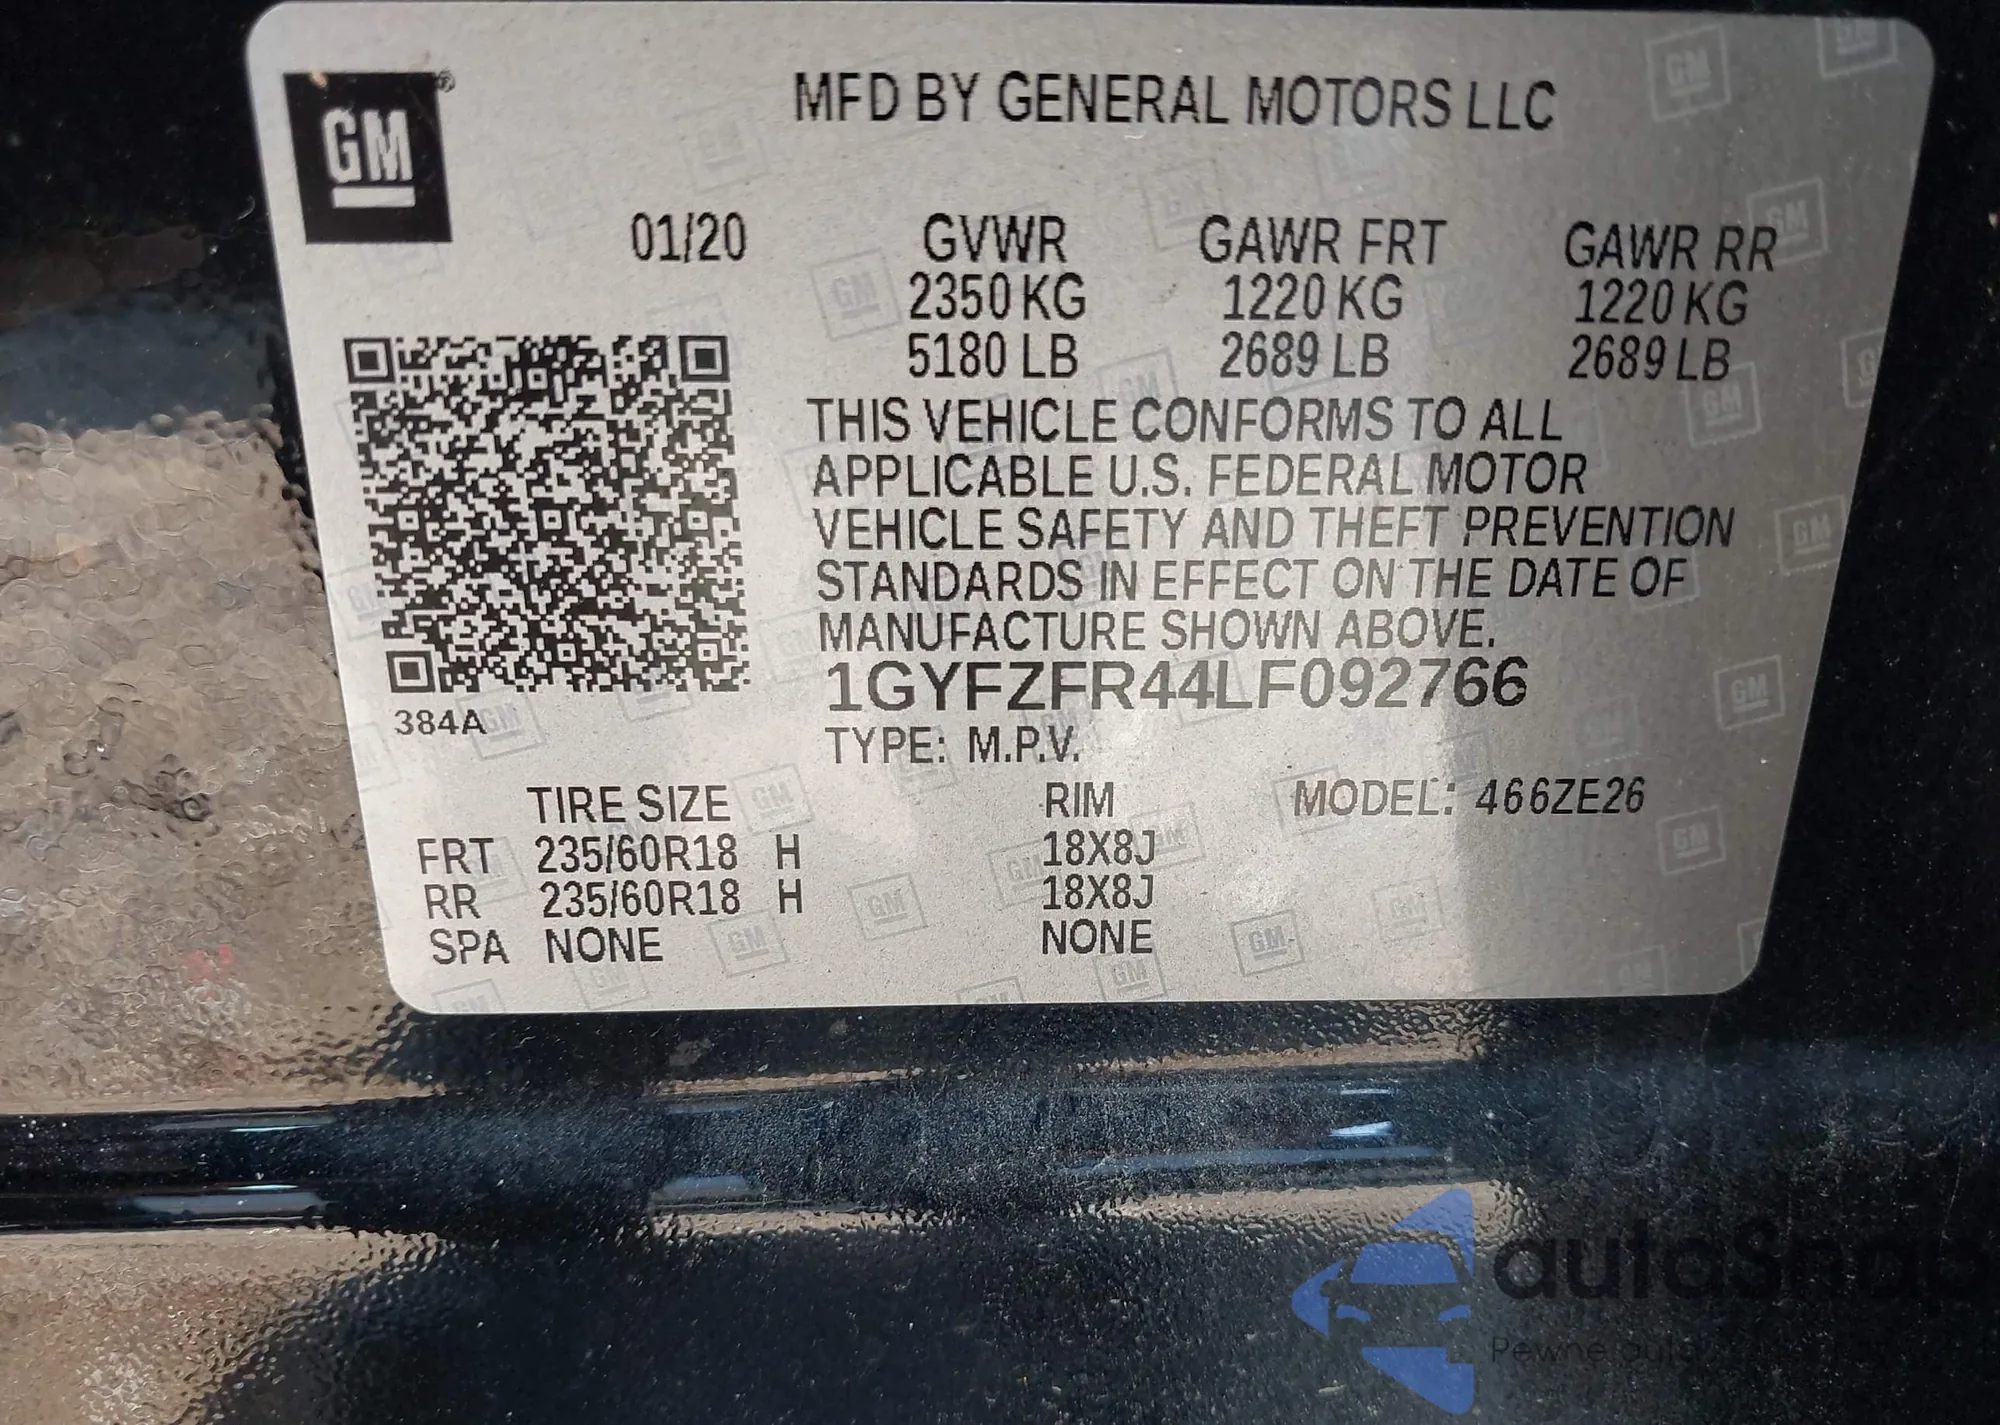 GM ®
MFD BY GENERAL MOTORS LLC
01/20 GVWR GAWR FRT GAWR RR
2350 KG 1220 KG 1220 KG
5180 LB 2689 LB 2689 LB
THIS VEHICLE CONFORMS TO ALL
APPLICABLE U.S. FEDERAL MOTOR
VEHICLE SAFETY AND THEFT PREVENTION
STANDARDS IN EFFECT ON THE DATE OF
MANUFACTURE SHOWN ABOVE.
1GYFZFR44LF092766
384A
TYPE: M.P.V.
TIRE SIZE RIM MODEL: 466ZE26
FRT 235/60R18 H 18X8J
RR 235/60R18 H 18X8J
SPA NONE NONE
autaSnap
Pewne auta